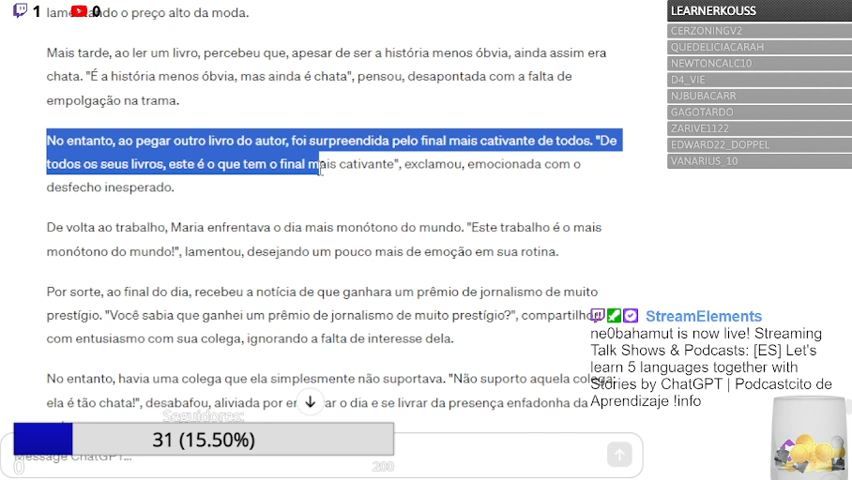 1
0
lamentando o preço alto da moda.
Mais tarde, ao ler um livro, percebeu que, apesar de ser a história menos óbvia, ainda assim era
chata. "É a história menos óbvia, mas ainda é chata", pensou, desapontada com a falta de
empolgação na trama.
No entanto, ao pegar outro livro do autor, foi surpreendida pelo final mais cativante de todos. "De
todos os seus livros, este é o que tem o final mais cativante", exclamou, emocionada com o
desfecho inesperado.
De volta ao trabalho, Maria enfrentava o dia mais monótono do mundo. "Este trabalho é o mais
monótono do mundo!", lamentou, desejando um pouco mais de emoção em sua rotina.
Por sorte, ao final do dia, recebeu a notícia de que ganhara um prêmio de jornalismo de muito
prestígio. "Você sabia que ganhei um prêmio de jornalismo de muito prestígio?", compartilhou
com entusiasmo com sua colega, ignorando a falta de interesse dela.
No entanto, havia uma colega que ela simplesmente não suportava. "Não suporto aquela colega,
ela é tão chata!", desabafou, aliviada por o dia e se livrar da presença enfadonha da
Seguidores:
31 (15.50%)
0
200
Message ChatGPT...
LEARNERKOUSS
CERZONINGV2
QUEDELICIACARAH
NEWTONCALC10
D4_VIE
NJBUBACARR
GAGOTARDO
ZARIVE1122
EDWARD22_DOPPEL
VANARIUS_10
StreamElements
ne0bahamut is now live! Streaming
Talk Shows & Podcasts: [ES] Let's
learn 5 languages together with
Stories by ChatGPT | Podcastcito de
Aprendizaje !info